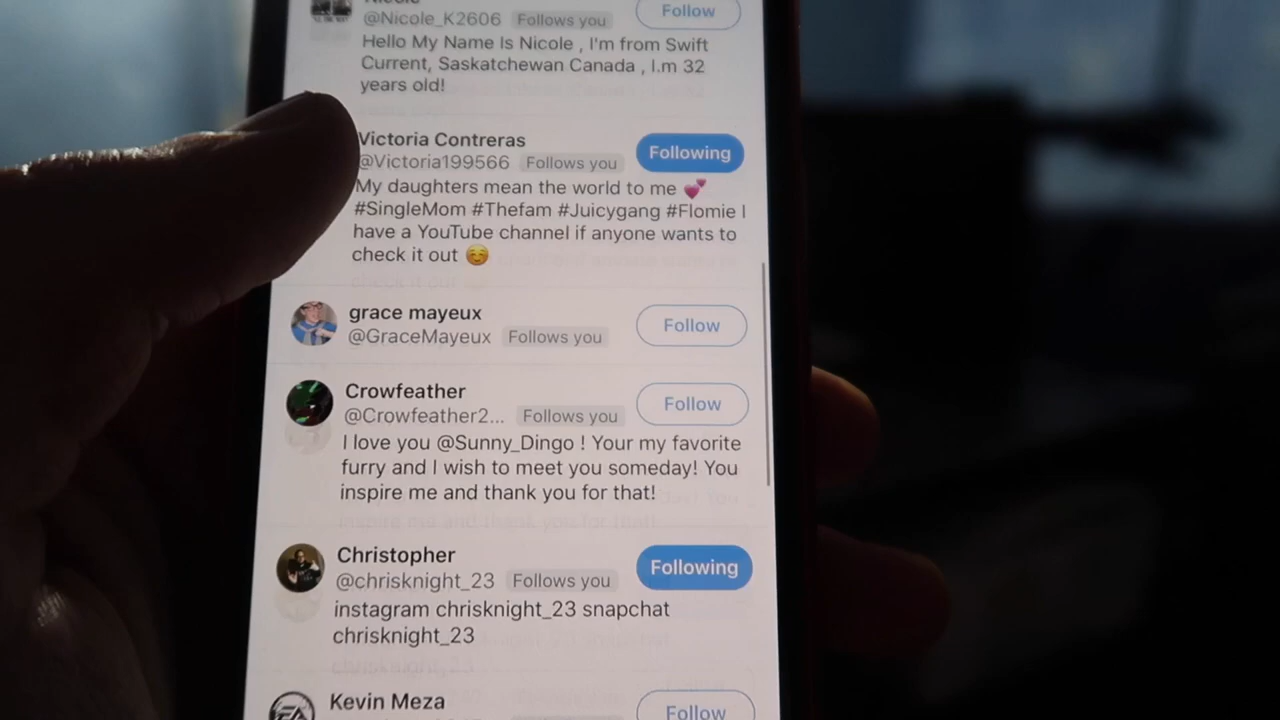 @Nicole_K2606 Follows you
Follow
Hello My Name Is Nicole , I'm from Swift
Current, Saskatchewan Canada , I.m 32
years old!
Victoria Contreras
@Victoria199566 Follows you
Following
My daughters mean the world to me 💕
#SingleMom #Thefam #Juicygang #Flomie I
have a YouTube channel if anyone wants to
check it out ☺️
grace mayeux
@GraceMayeux Follows you
Follow
Crowfeather
@Crowfeather2... Follows you
Follow
I love you @Sunny_Dingo ! Your my favorite
furry and I wish to meet you someday! You
inspire me and thank you for that!
Christopher
@chrisknight_23 Follows you
Following
instagram chrisknight_23 snapchat
chrisknight_23
EA
Kevin Meza
Follow